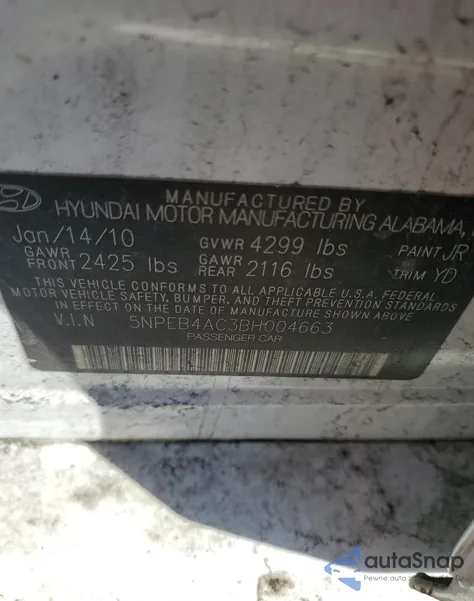 MANUFACTURED BY
HYUNDAI MOTOR MANUFACTURING ALABAMA,
Jan/14/10 GVWR 4299 lbs PAINT JR
GAWR FRONT 2425 lbs GAWR REAR 2116 lbs TRIM YD
THIS VEHICLE CONFORMS TO ALL APPLICABLE U.S.A. FEDERAL
MOTOR VEHICLE SAFETY, BUMPER, AND THEFT PREVENTION STANDARDS
IN EFFECT ON THE DATE OF MANUFACTURE SHOWN ABOVE
V.I.N 5NPEB4AC3BH004663
PASSENGER CAR
autoSnap
Pewne auto